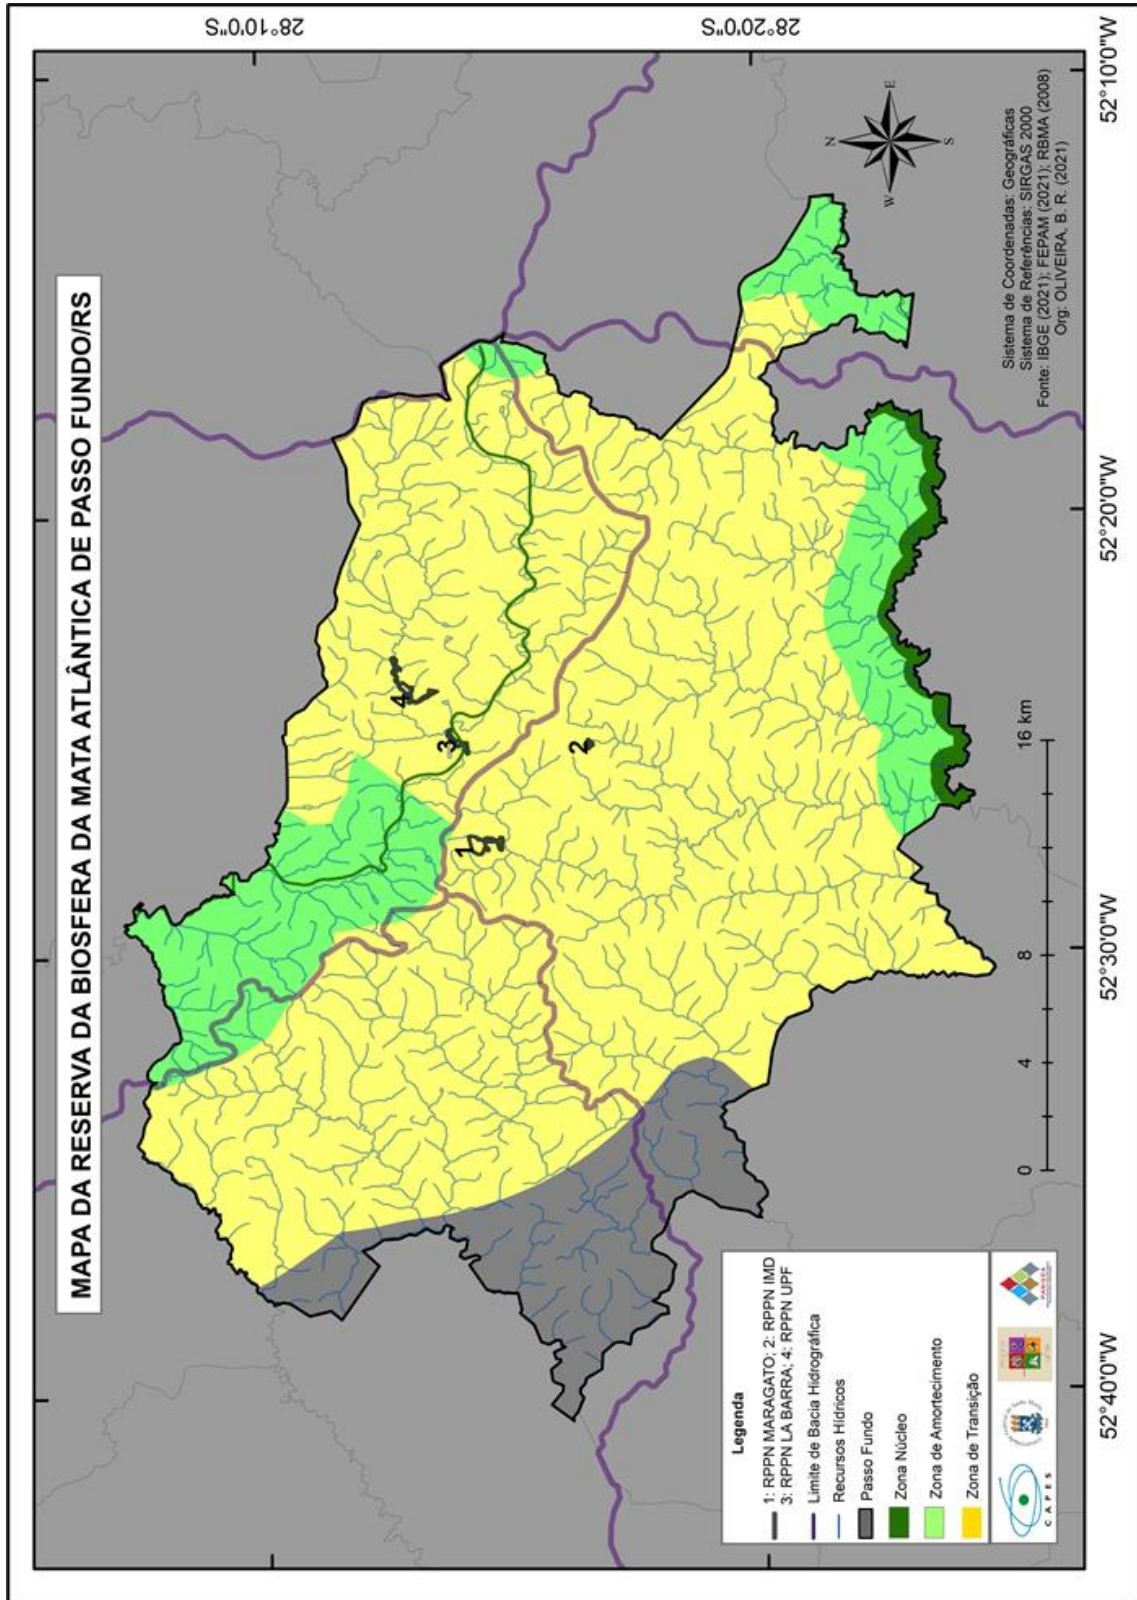 MAPA DA RESERVA DA BIOSFERA DA MATA ATLÂNTICA DE PASSO FUNDO/RS
28°10'0"S
28°20'0"S
52°40'0"W
52°30'0"W
52°20'0"W
52°10'0"W
1
2
3
4
N
E
S
W
0
4
8
16 km
Legenda
1: RPPN MARAGATO; 2: RPPN IMD
3: RPPN LA BARRA; 4: RPPN UPF
Limite de Bacia Hidrográfica
Recursos Hídricos
Passo Fundo
Zona Núcleo
Zona de Amortecimento
Zona de Transição
CAPES
Sistema de Coordenadas: Geográficas
Sistema de Referências: SIRGAS 2000
Fonte: IBGE (2021); FEPAM (2021); RBMA (2008)
Org: OLIVEIRA, B. R. (2021)